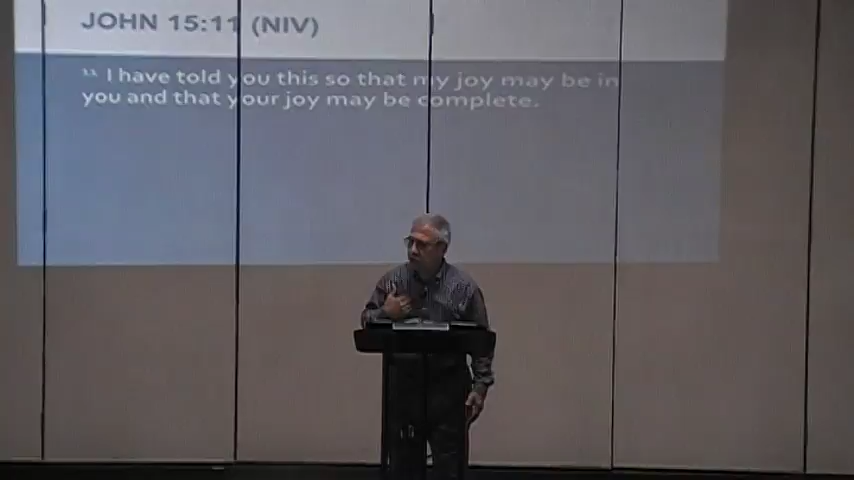 JOHN 15:11 (NIV)
¹¹ I have told you this so that my joy may be in
you and that your joy may be complete.